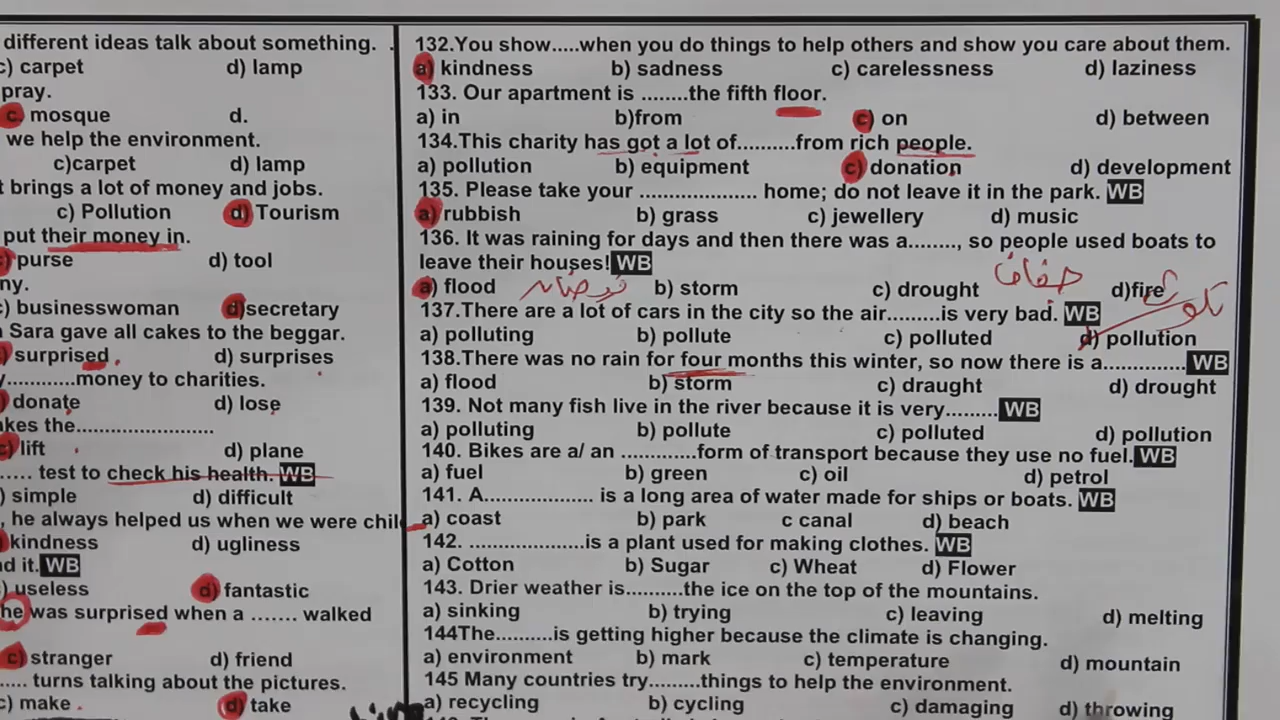 different ideas talk about something.
c) carpet d) lamp
pray.
c. mosque d.
we help the environment.
c)carpet d) lamp
t brings a lot of money and jobs.
c) Pollution d) Tourism
put their money in.
purse d) tool
ny.
c) businesswoman d)secretary
Sara gave all cakes to the beggar.
) surprised d) surprises
............money to charities.
) donate d) lose
akes the.......................
c) lift d) plane
..... test to check his health. WB
) simple d) difficult
, he always helped us when we were chil
kindness d) ugliness
d it. WB
) useless d) fantastic
he was surprised when a ....... walked
c) stranger d) friend
..... turns talking about the pictures.
c) make d) take
132.You show.....when you do things to help others and show you care about them.
a) kindness b) sadness c) carelessness d) laziness
133. Our apartment is ........the fifth floor.
a) in b)from c) on d) between
134.This charity has got a lot of..........from rich people.
a) pollution b) equipment c) donation d) development
135. Please take your .................... home; do not leave it in the park. WB
a) rubbish b) grass c) jewellery d) music
136. It was raining for days and then there was a........, so people used boats to
leave their houses! WB
a) flood فيضان b) storm c) drought جفاف d)fire
137.There are a lot of cars in the city so the air.........is very bad. WB
a) polluting b) pollute c) polluted d) pollution
138.There was no rain for four months this winter, so now there is a.............. WB
a) flood b) storm c) draught d) drought
139. Not many fish live in the river because it is very......... WB
a) polluting b) pollute c) polluted d) pollution
140. Bikes are a/ an .............form of transport because they use no fuel. WB
a) fuel b) green c) oil d) petrol
141. A................... is a long area of water made for ships or boats. WB
a) coast b) park c canal d) beach
142. ....................is a plant used for making clothes. WB
a) Cotton b) Sugar c) Wheat d) Flower
143. Drier weather is..........the ice on the top of the mountains.
a) sinking b) trying c) leaving d) melting
144The..........is getting higher because the climate is changing.
a) environment b) mark c) temperature d) mountain
145 Many countries try.........things to help the environment.
a) recycling b) cycling c) damaging d) throwing